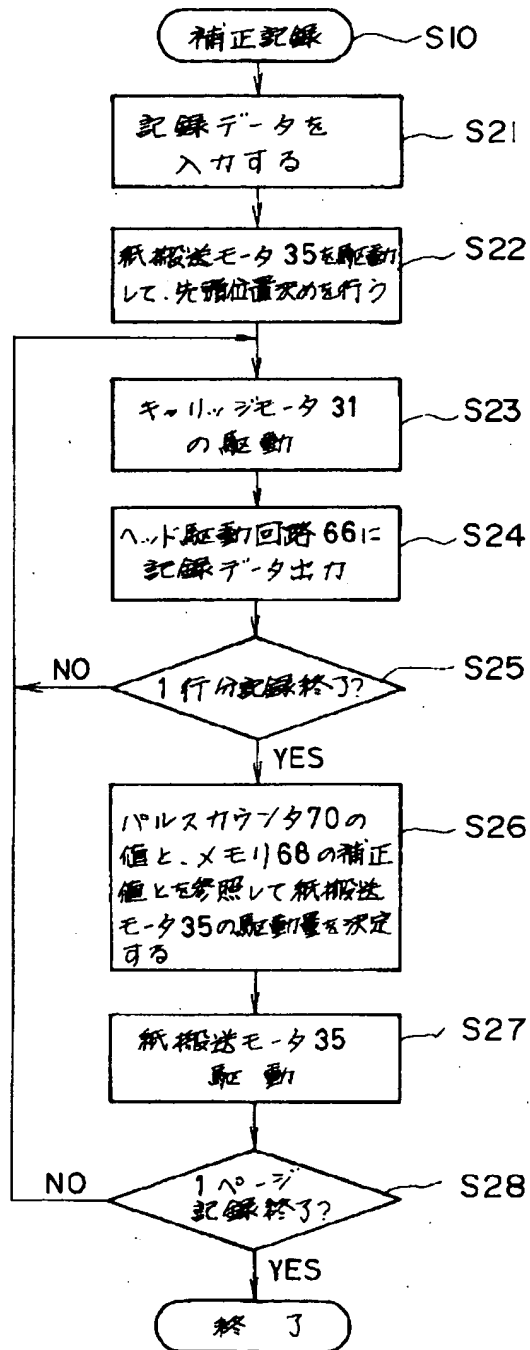 補正記録
S10
記録データを
入力する
S21
紙搬送モータ35を駆動
して、先頭位置決めを行う
S22
キャリッジモータ31
の駆動
S23
ヘッド駆動回路66に
記録データ出力
S24
1行分記録終了?
S25
NO
YES
パルスカウンタ70の
値と、メモリ68の補正
値とを参照して紙搬送
モータ35の駆動量を決定
する
S26
紙搬送モータ35
駆動
S27
1ページ
記録終了?
S28
NO
YES
終了